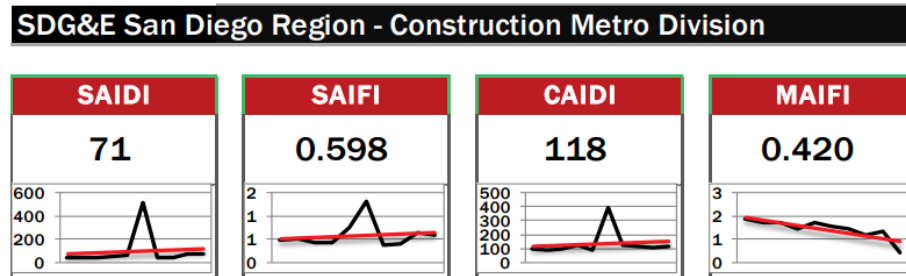 SDG&E San Diego Region - Construction Metro Division
SAIDI SAIFI CAIDI MAIFI
71 0.598 118 0.420
600 2 500 3
400 1 400 2
200 1 300 1
0 0 200 0
100
0